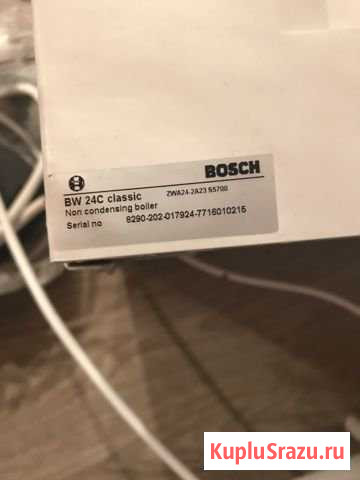 BOSCH
BW 24C classic ZWA24-2A23 S5700
Non condensing boiler
Serial no 8290-202-017924-7716010215
KupluSrazu.ru